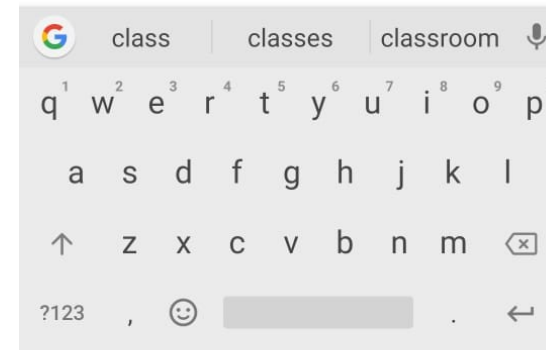 G class classes classroom
q1 w2 e3 r4 t5 y6 u7 i8 o9 p
a s d f g h j k l
z x c v b n m
?123 , .